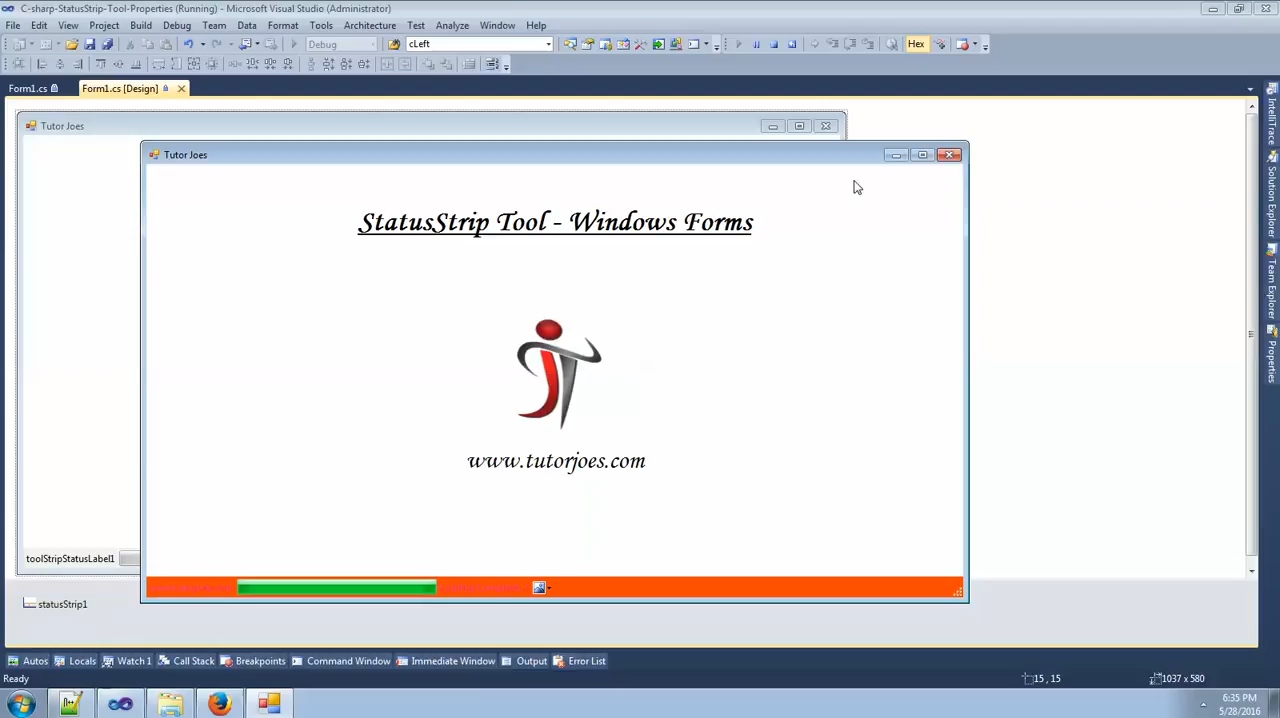 C-sharp-StatusStrip-Tool-Properties (Running) - Microsoft Visual Studio (Administrator)
File Edit View Project Build Debug Team Data Format Tools Architecture Test Analyze Window Help
Debug cLeft Hex
Form1.cs Form1.cs [Design]
Tutor Joes
Tutor Joes
StatusStrip Tool - Windows Forms
www.tutorjoes.com
toolStripStatusLabel1
statusStrip1
IntelliTrace
Solution Explorer
Team Explorer
Properties
Autos Locals Watch 1 Call Stack Breakpoints Command Window Immediate Window Output Error List
Ready 15 , 15 1037 x 580
6:35 PM
5/28/2016